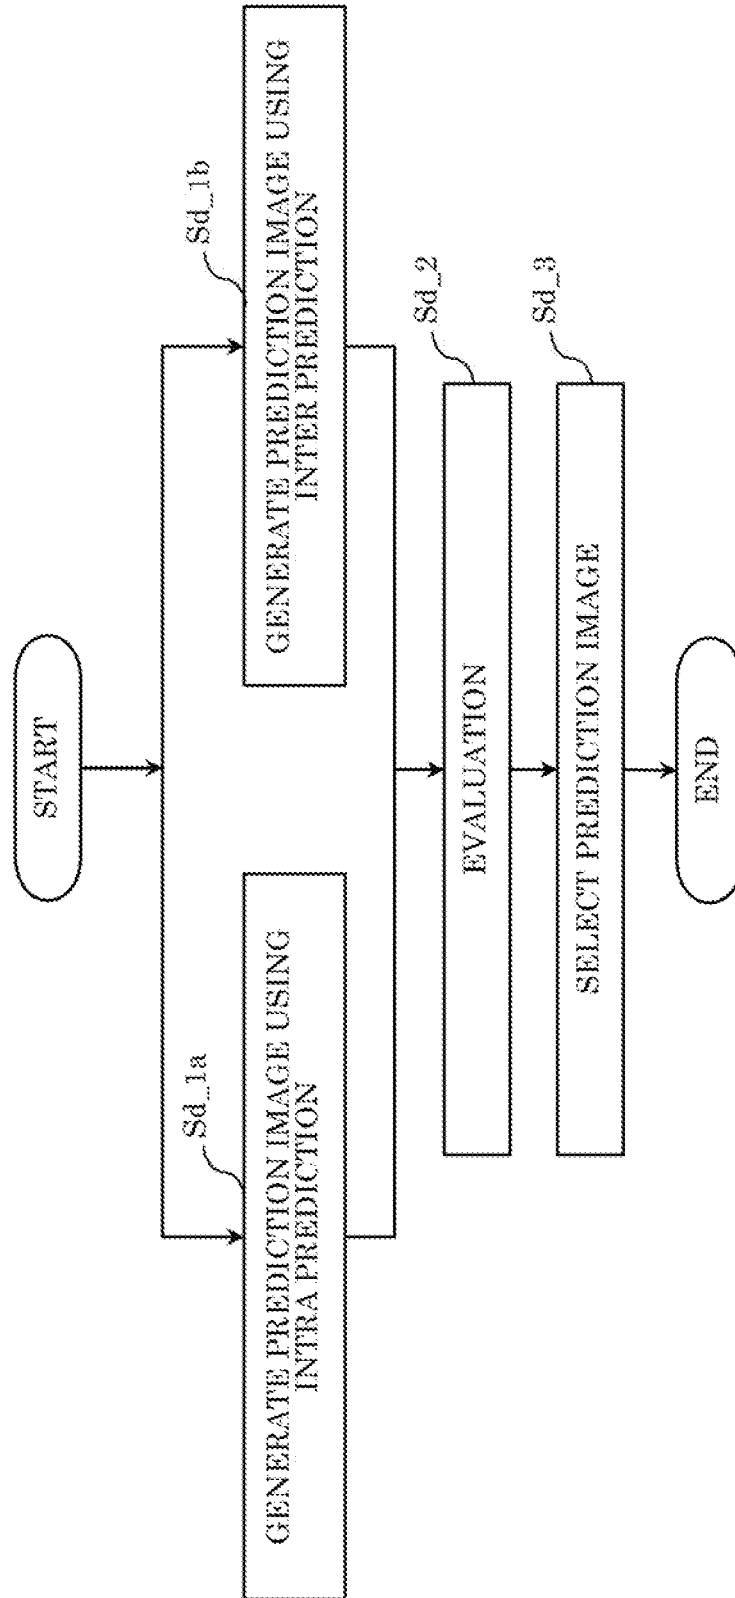 START
Sd_1a
GENERATE PREDICTION IMAGE USING
INTRA PREDICTION
Sd_1b
GENERATE PREDICTION IMAGE USING
INTER PREDICTION
Sd_2
EVALUATION
Sd_3
SELECT PREDICTION IMAGE
END